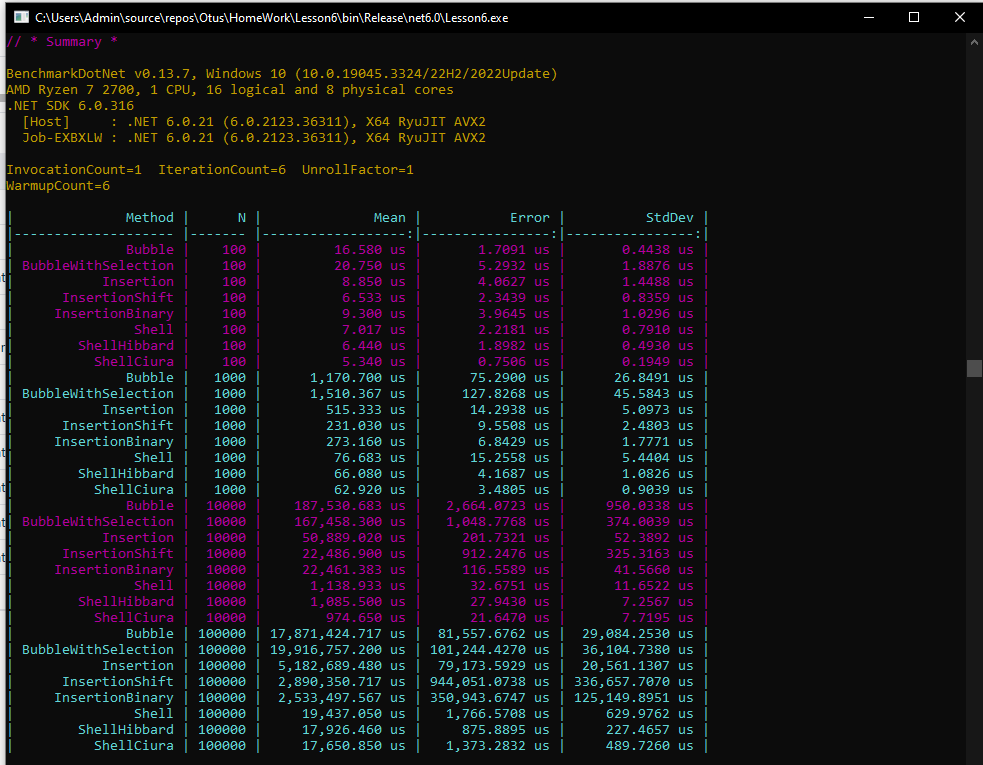 C:\Users\Admin\source\repos\Otus\HomeWork\Lesson6\bin\Release\net6.0\Lesson6.exe
// * Summary *
BenchmarkDotNet v0.13.7, Windows 10 (10.0.19045.3324/22H2/2022Update)
AMD Ryzen 7 2700, 1 CPU, 16 logical and 8 physical cores
.NET SDK 6.0.316
[Host]     : .NET 6.0.21 (6.0.2123.36311), X64 RyuJIT AVX2
Job-EXBXLW : .NET 6.0.21 (6.0.2123.36311), X64 RyuJIT AVX2
InvocationCount=1  IterationCount=6  UnrollFactor=1
WarmupCount=6
| Method | N | Mean | Error | StdDev |
|-------------------- |------- |------------------:|----------------:|----------------:|
| Bubble | 100 | 16.580 us | 1.7091 us | 0.4438 us |
| BubbleWithSelection | 100 | 20.750 us | 5.2932 us | 1.8876 us |
| Insertion | 100 | 8.850 us | 4.0627 us | 1.4488 us |
| InsertionShift | 100 | 6.533 us | 2.3439 us | 0.8359 us |
| InsertionBinary | 100 | 9.300 us | 3.9645 us | 1.0296 us |
| Shell | 100 | 7.017 us | 2.2181 us | 0.7910 us |
| ShellHibbard | 100 | 6.440 us | 1.8982 us | 0.4930 us |
| ShellCiura | 100 | 5.340 us | 0.7506 us | 0.1949 us |
| Bubble | 1000 | 1,170.700 us | 75.2900 us | 26.8491 us |
| BubbleWithSelection | 1000 | 1,510.367 us | 127.8268 us | 45.5843 us |
| Insertion | 1000 | 515.333 us | 14.2938 us | 5.0973 us |
| InsertionShift | 1000 | 231.030 us | 9.5508 us | 2.4803 us |
| InsertionBinary | 1000 | 273.160 us | 6.8429 us | 1.7771 us |
| Shell | 1000 | 76.683 us | 15.2558 us | 5.4404 us |
| ShellHibbard | 1000 | 66.080 us | 4.1687 us | 1.0826 us |
| ShellCiura | 1000 | 62.920 us | 3.4805 us | 0.9039 us |
| Bubble | 10000 | 187,530.683 us | 2,664.0723 us | 950.0338 us |
| BubbleWithSelection | 10000 | 167,458.300 us | 1,048.7768 us | 374.0039 us |
| Insertion | 10000 | 50,889.020 us | 201.7321 us | 52.3892 us |
| InsertionShift | 10000 | 22,486.900 us | 912.2476 us | 325.3163 us |
| InsertionBinary | 10000 | 22,461.383 us | 116.5589 us | 41.5660 us |
| Shell | 10000 | 1,138.933 us | 32.6751 us | 11.6522 us |
| ShellHibbard | 10000 | 1,085.500 us | 27.9430 us | 7.2567 us |
| ShellCiura | 10000 | 974.650 us | 21.6470 us | 7.7195 us |
| Bubble | 100000 | 17,871,424.717 us | 81,557.6762 us | 29,084.2530 us |
| BubbleWithSelection | 100000 | 19,916,757.200 us | 101,244.4270 us | 36,104.7380 us |
| Insertion | 100000 | 5,182,689.480 us | 79,173.5929 us | 20,561.1307 us |
| InsertionShift | 100000 | 2,890,350.717 us | 944,051.0738 us | 336,657.7070 us |
| InsertionBinary | 100000 | 2,533,497.567 us | 350,943.6747 us | 125,149.8951 us |
| Shell | 100000 | 19,437.050 us | 1,766.5708 us | 629.9762 us |
| ShellHibbard | 100000 | 17,926.460 us | 875.8895 us | 227.4657 us |
| ShellCiura | 100000 | 17,650.850 us | 1,373.2832 us | 489.7260 us |